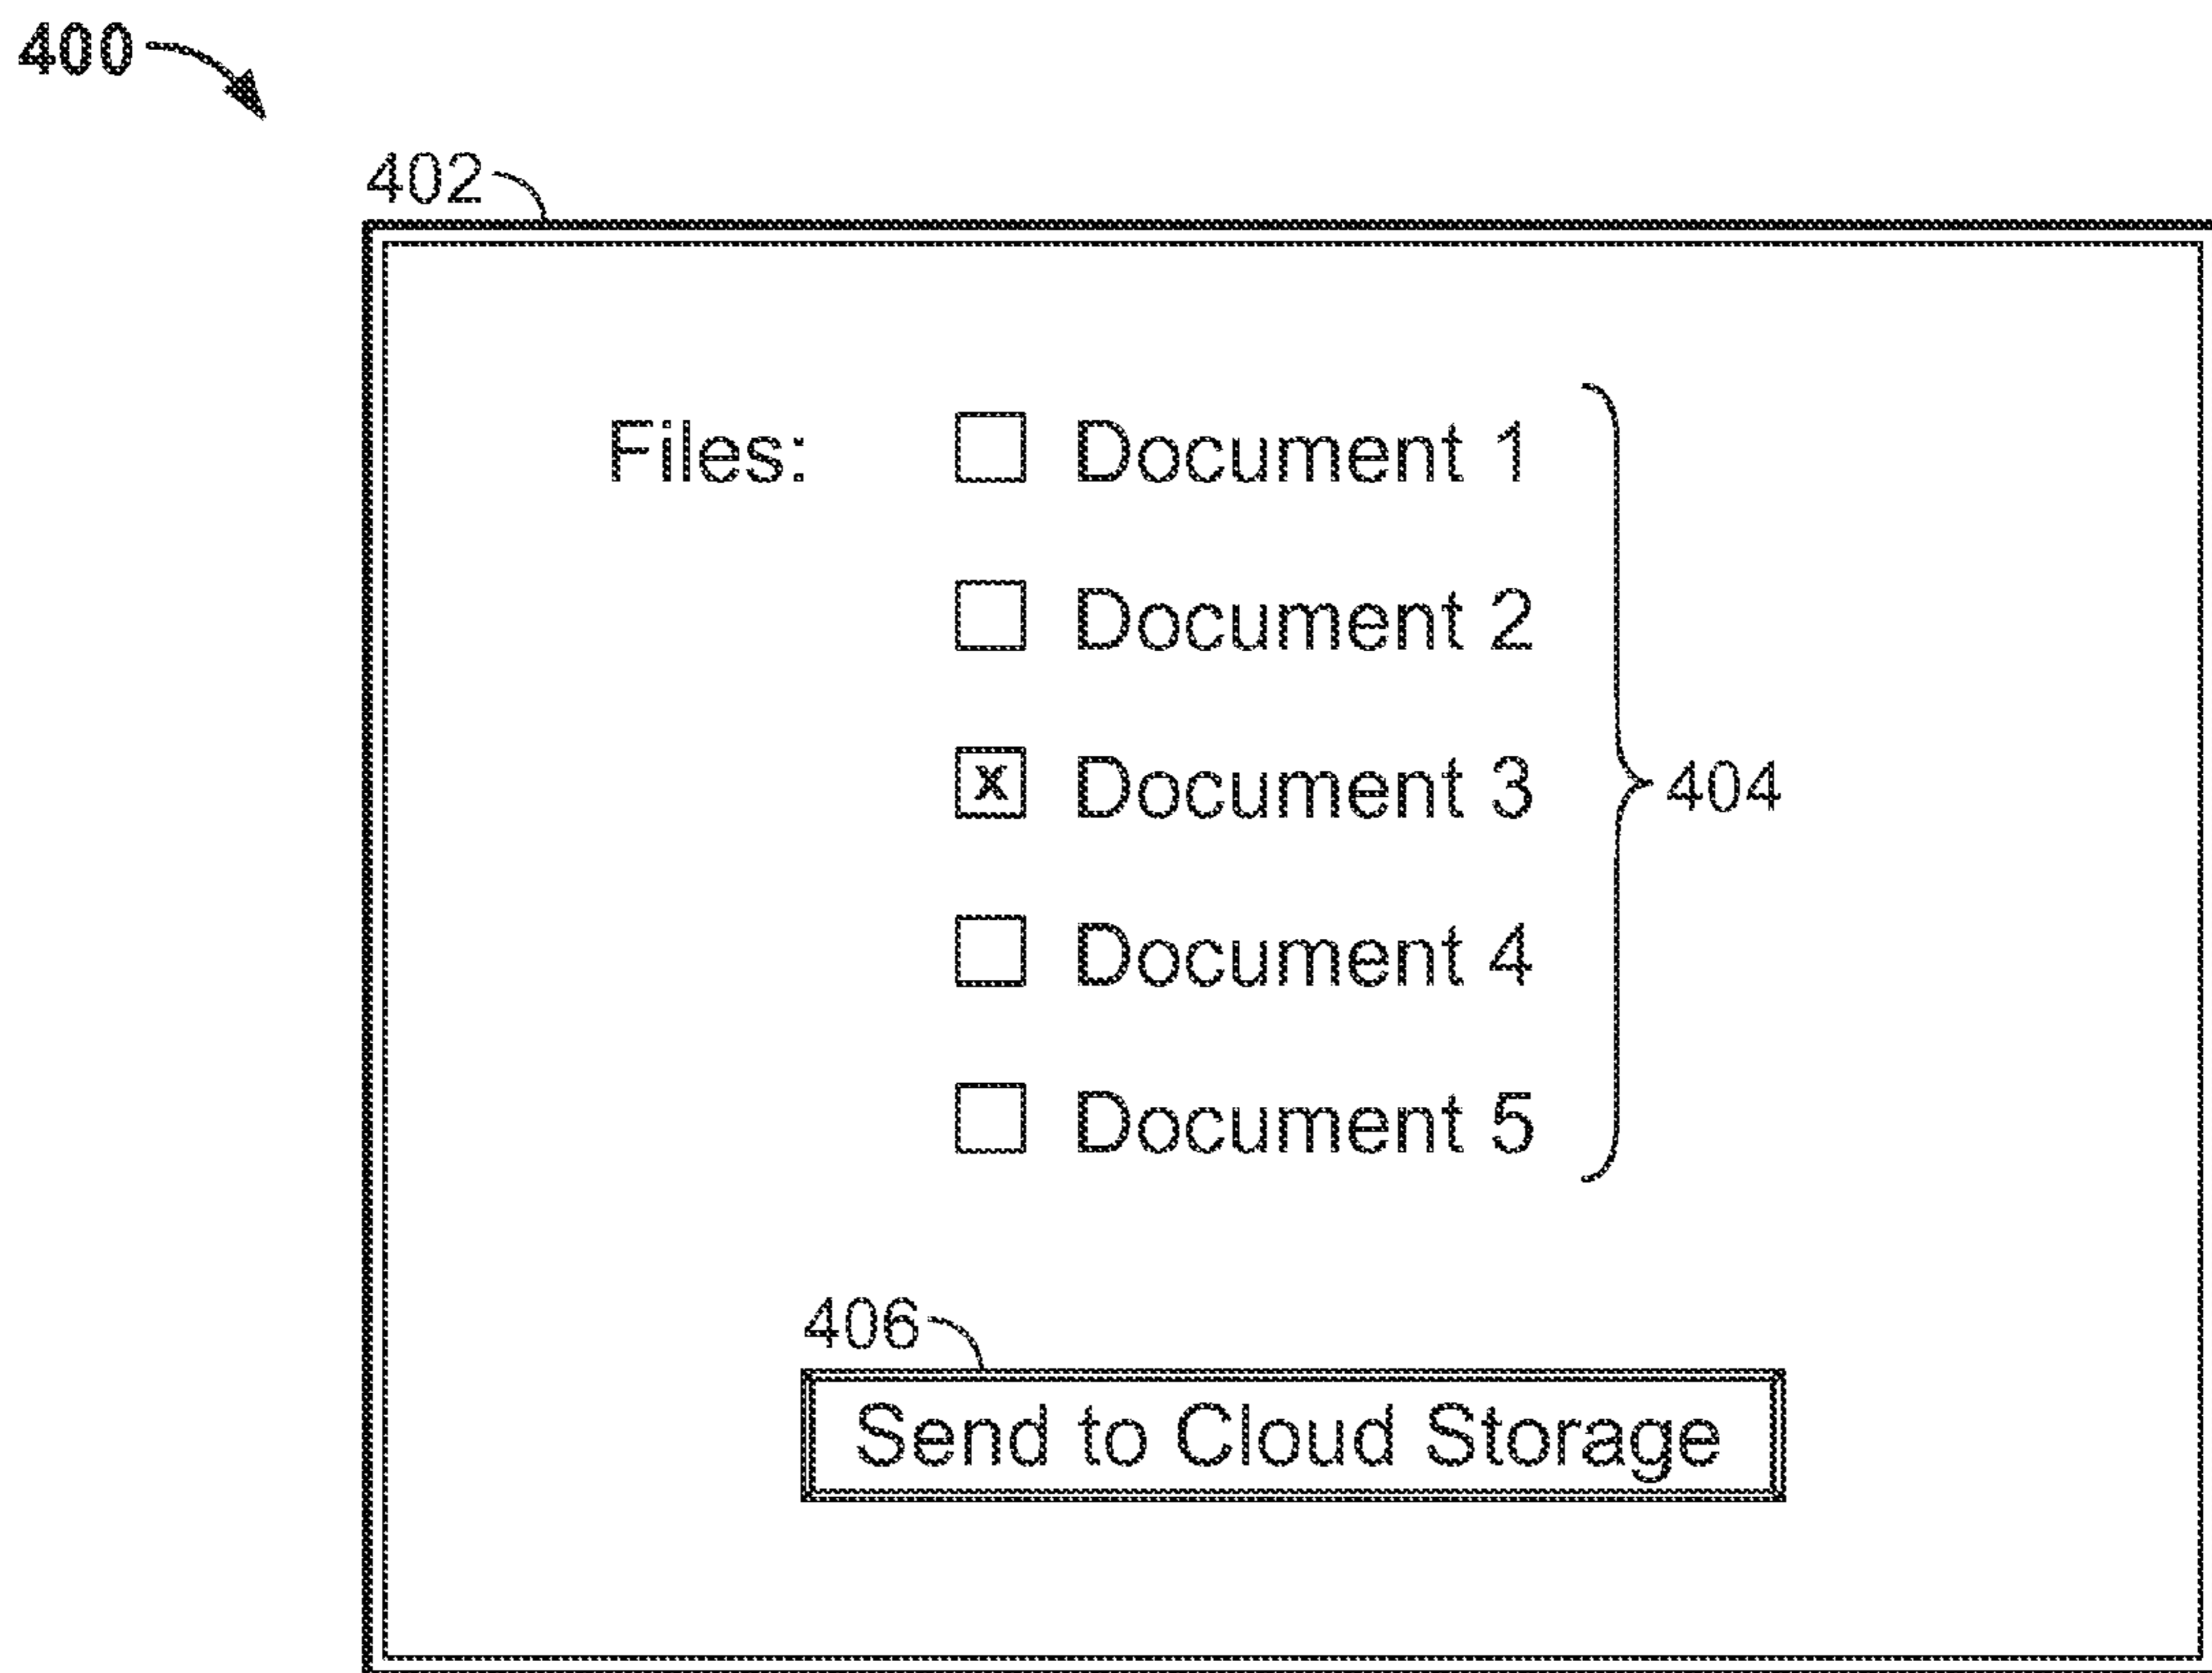 400
402
Files: Document 1
Document 2
x Document 3
404
Document 4
Document 5
406
Send to Cloud Storage